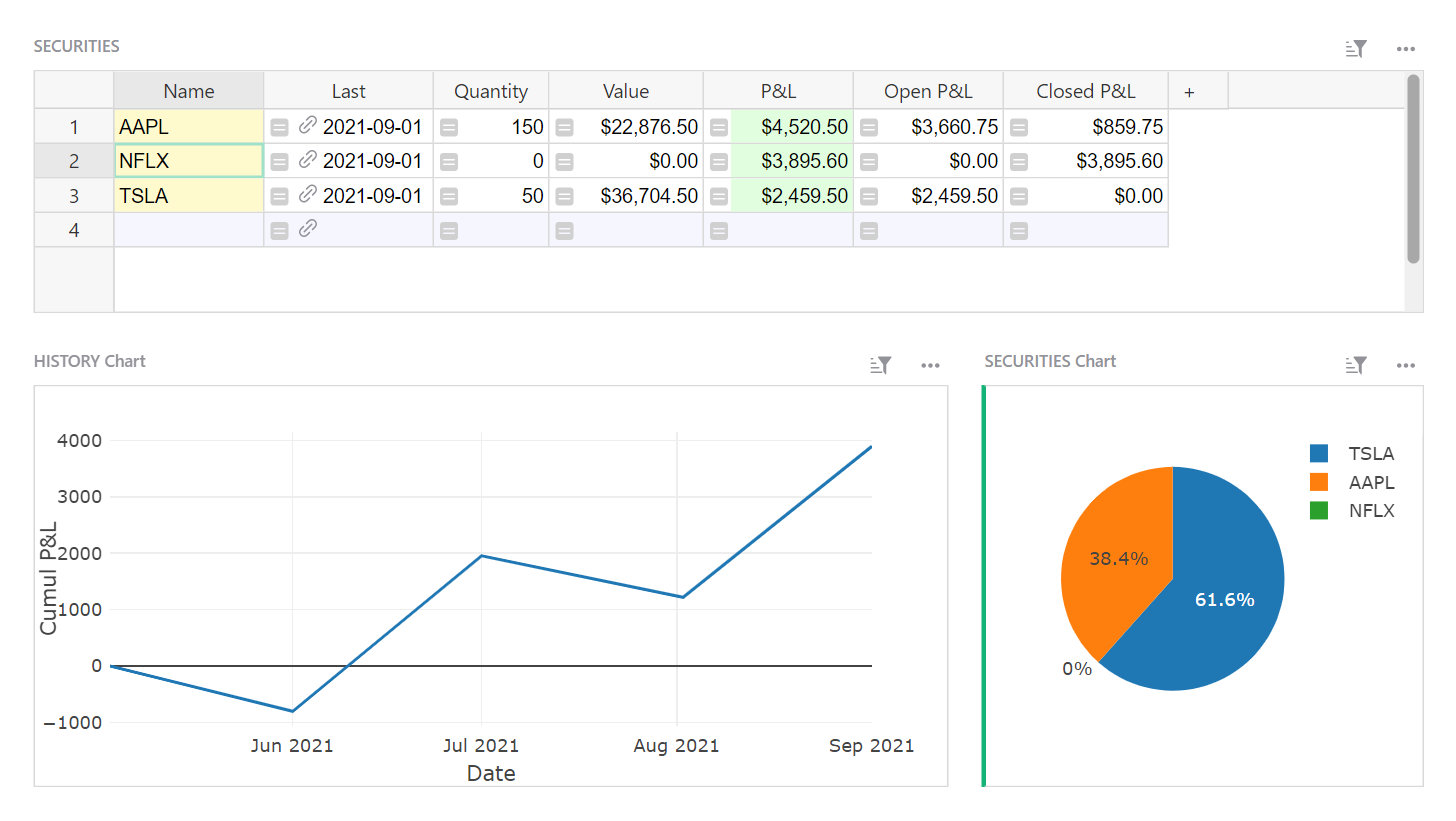 SECURITIES
Name Last Quantity Value P&L Open P&L Closed P&L +
1 AAPL 2021-09-01 150 $22,876.50 $4,520.50 $3,660.75 $859.75
2 NFLX 2021-09-01 0 $0.00 $3,895.60 $0.00 $3,895.60
3 TSLA 2021-09-01 50 $36,704.50 $2,459.50 $2,459.50 $0.00
4
HISTORY Chart
4000
3000
2000
1000
0
−1000
Cumul P&L
Jun 2021 Jul 2021 Aug 2021 Sep 2021
Date
SECURITIES Chart
TSLA
AAPL
NFLX
38.4%
61.6%
0%